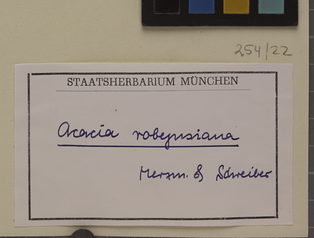 254/22
STAATSHERBARIUM MÜNCHEN
Acacia robeynsiana
Merxm. & Schreiber